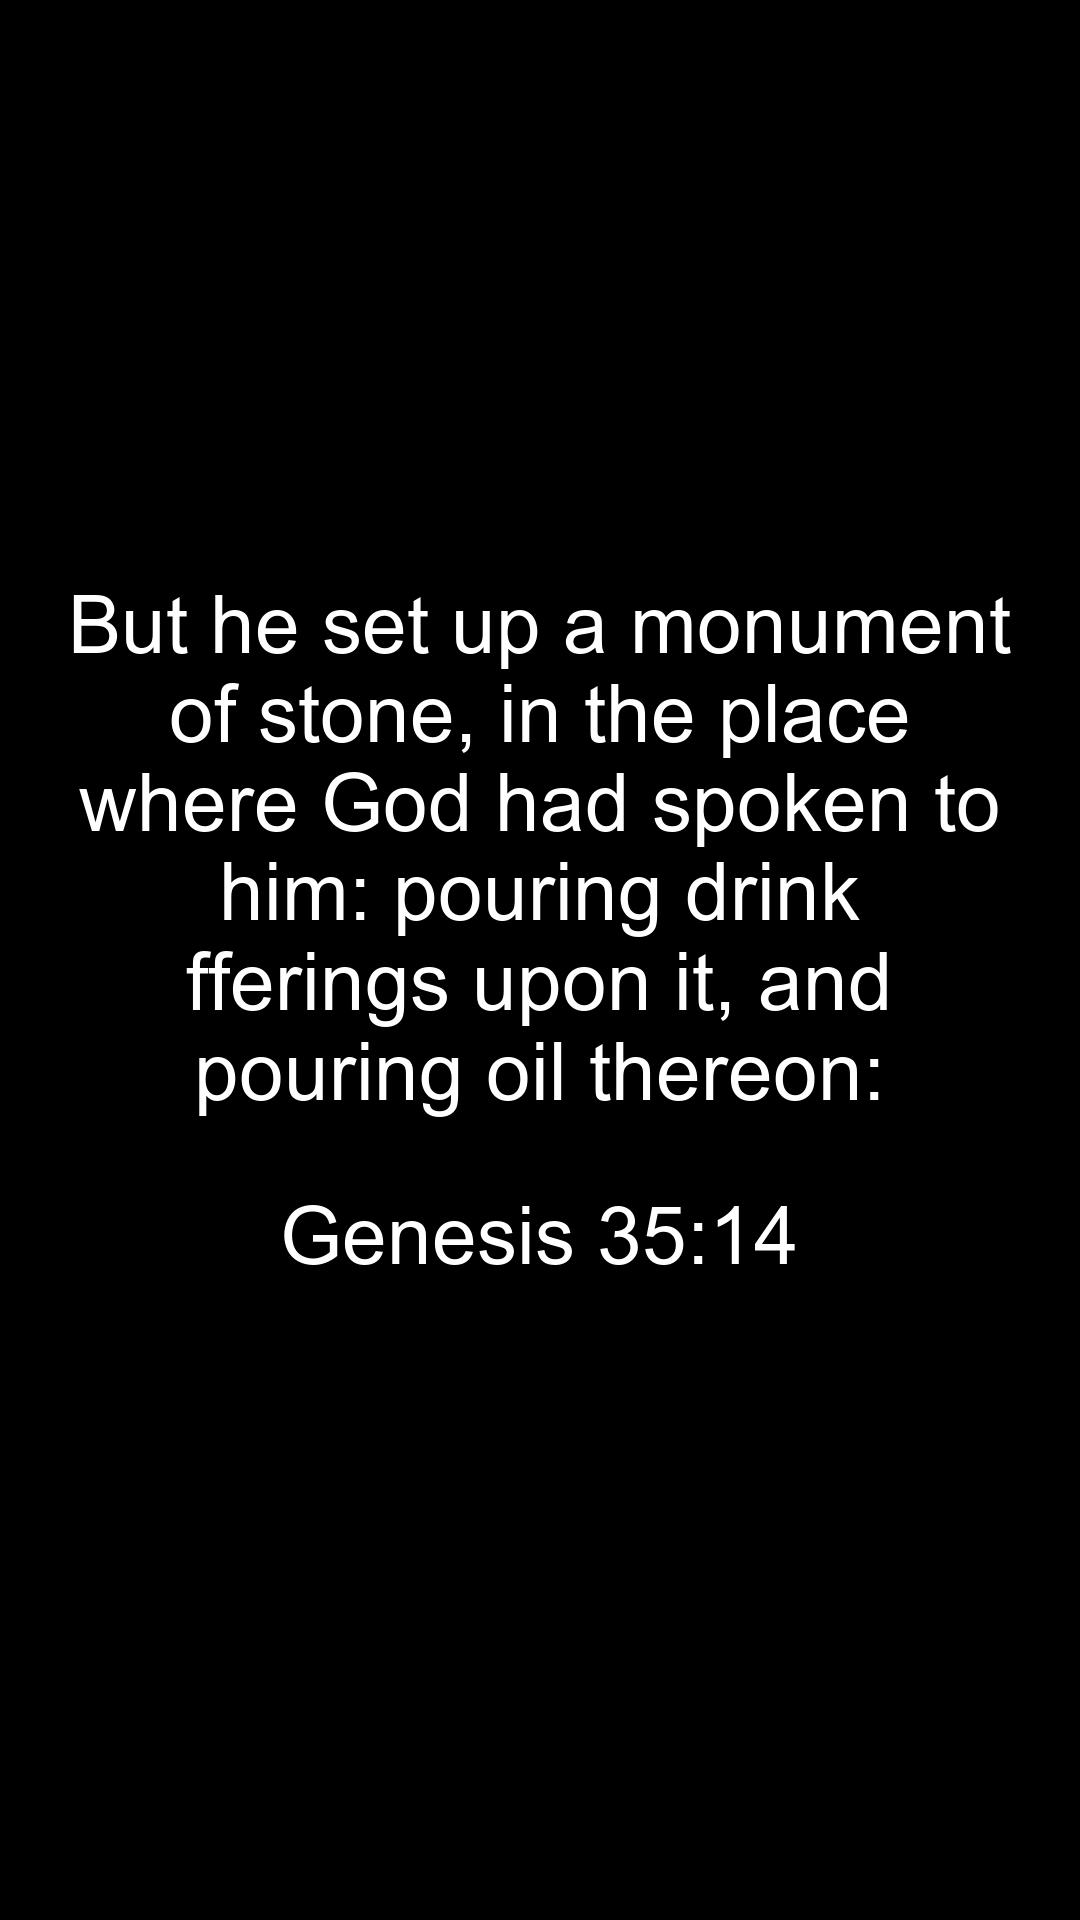 But he set up a monument
of stone, in the place
where God had spoken to
him: pouring drink
fferings upon it, and
pouring oil thereon:
Genesis 35:14